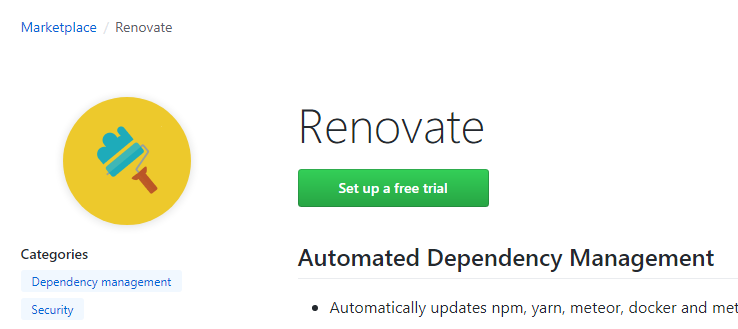 Marketplace / Renovate
Renovate
Set up a free trial
Categories
Dependency management
Security
Automated Dependency Management
Automatically updates npm, yarn, meteor, docker and